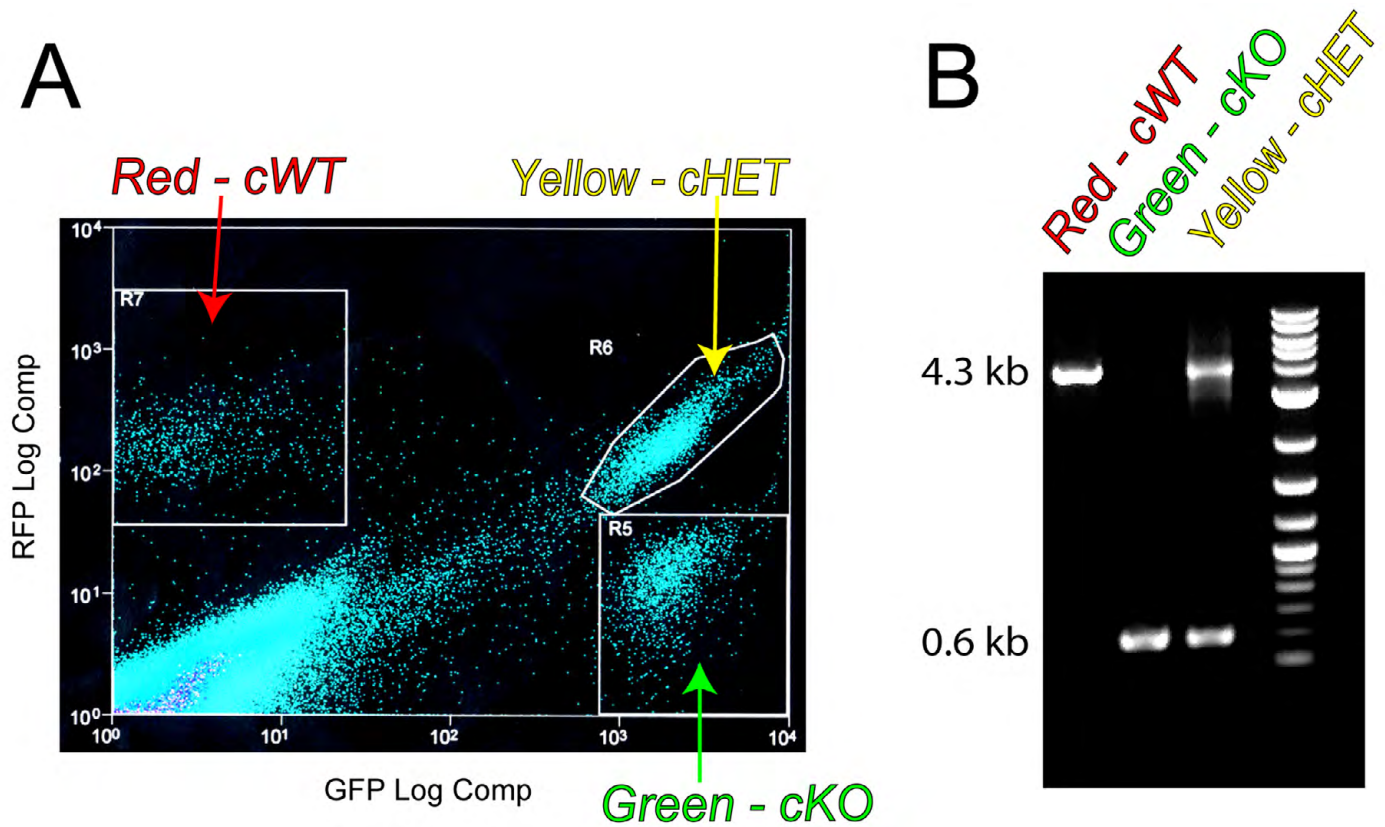 A
B
Red - cWT
Yellow - cHET
Red - cWT
Green - cKO
Yellow - cHET
10⁴
R7
R6
10³
10²
R5
10¹
10⁰
10⁰ 10¹ 10² 10³ 10⁴
RFP Log Comp
GFP Log Comp
Green - cKO
4.3 kb
0.6 kb